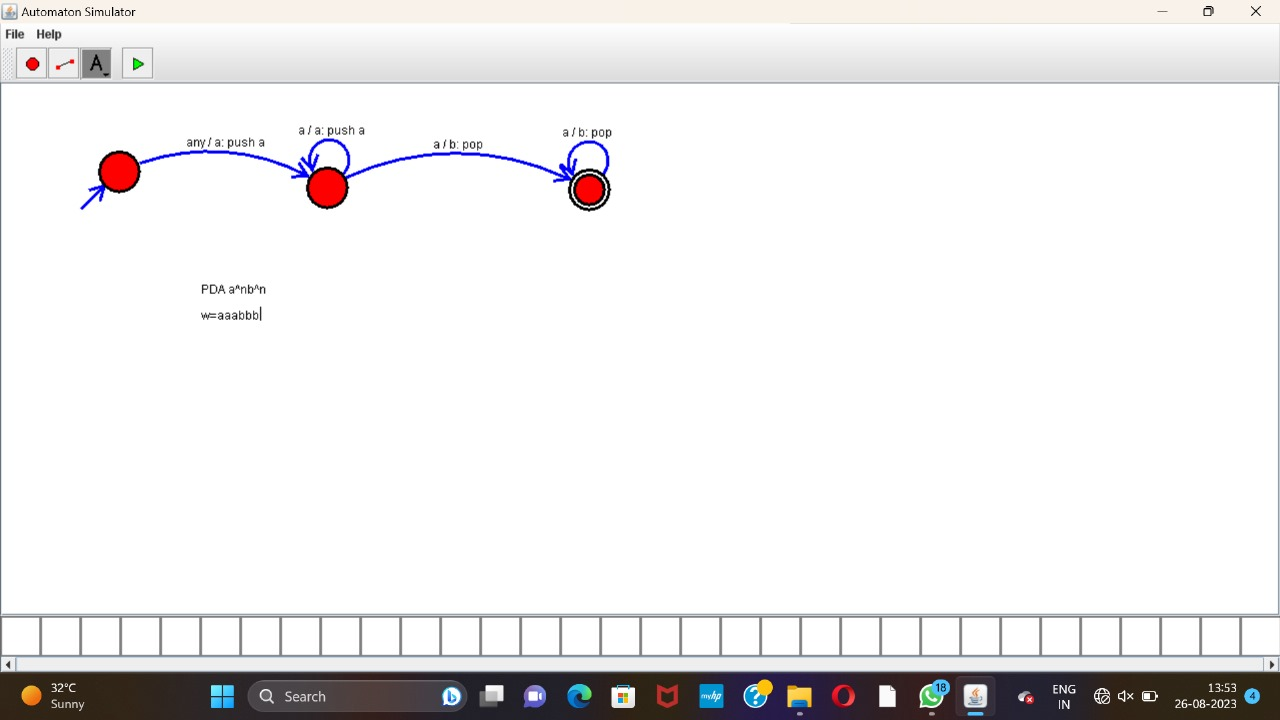 Automaton Simulator
File Help
A
any / a: push a
a / a: push a
a / b: pop
a / b: pop
PDA a^nb^n
w=aaabbb
32°C
Sunny
Search
myhp
18
ENG
IN
13:53
26-08-2023
4